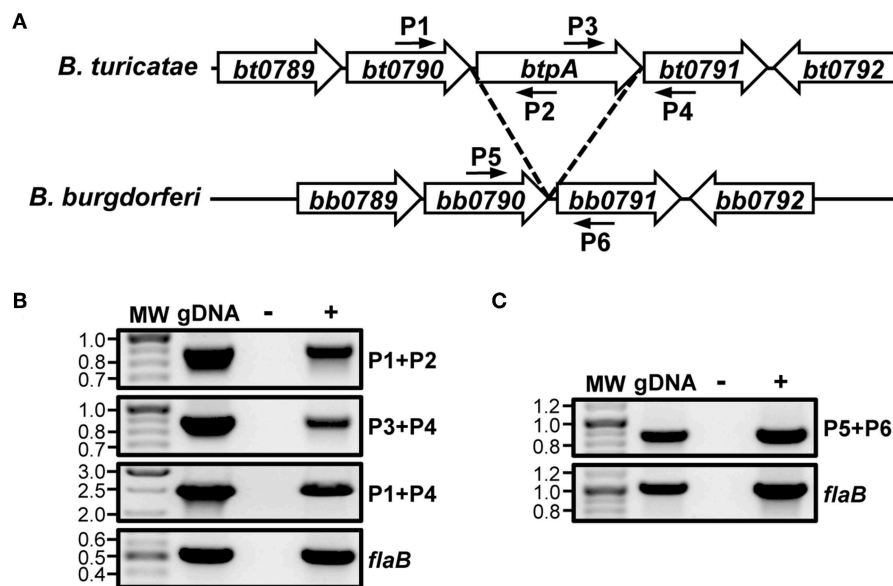 A
P1 P3
B. turicatae bt0789 bt0790 btpA bt0791 bt0792
P2 P4
P5
B. burgdorferi bb0789 bb0790 bb0791 bb0792
P6
B
MW gDNA - +
1.0
0.8
0.7
P1+P2
1.0
0.8
0.7
P3+P4
3.0
2.5
2.0
P1+P4
0.6
0.5
0.4
flaB
C
MW gDNA - +
1.2
1.0
0.8
P5+P6
1.2
1.0
0.8
flaB